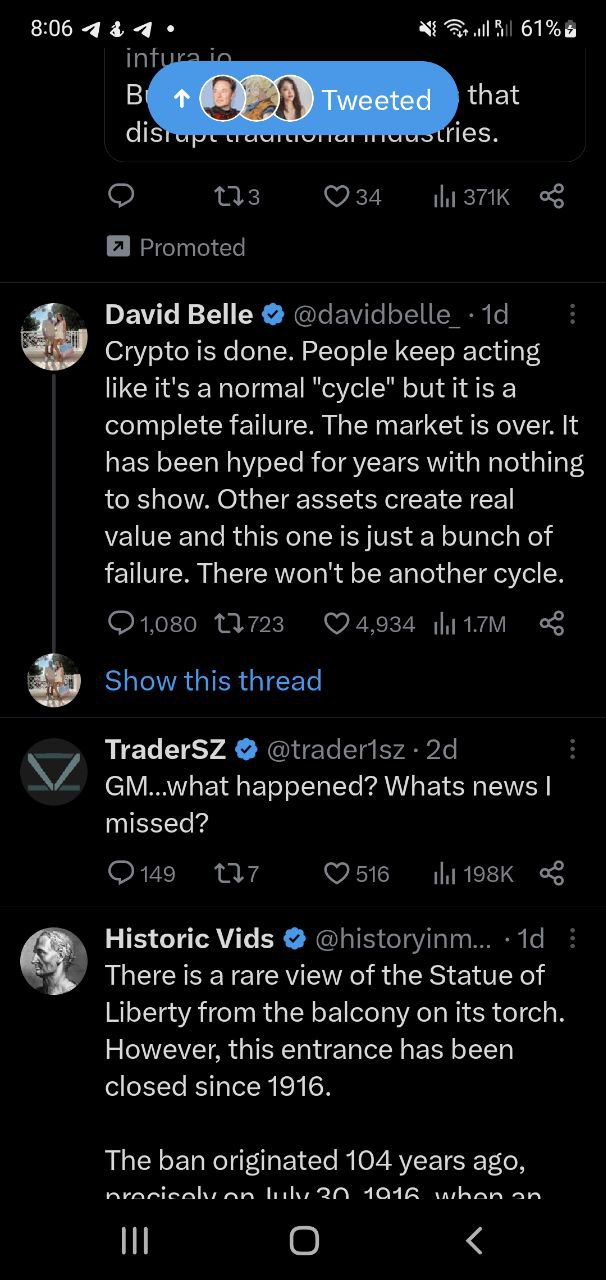 8:06 61%
infura.io
Tweeted
that
disrupt traditional industries.
3 34 371K
Promoted
David Belle @davidbelle_ · 1d
Crypto is done. People keep acting
like it's a normal "cycle" but it is a
complete failure. The market is over. It
has been hyped for years with nothing
to show. Other assets create real
value and this one is just a bunch of
failure. There won't be another cycle.
1,080 723 4,934 1.7M
Show this thread
TraderSZ @trader1sz · 2d
GM...what happened? Whats news I
missed?
149 7 516 198K
Historic Vids @historyinm... · 1d
There is a rare view of the Statue of
Liberty from the balcony on its torch.
However, this entrance has been
closed since 1916.
The ban originated 104 years ago,
precisely on July 30, 1916, when an